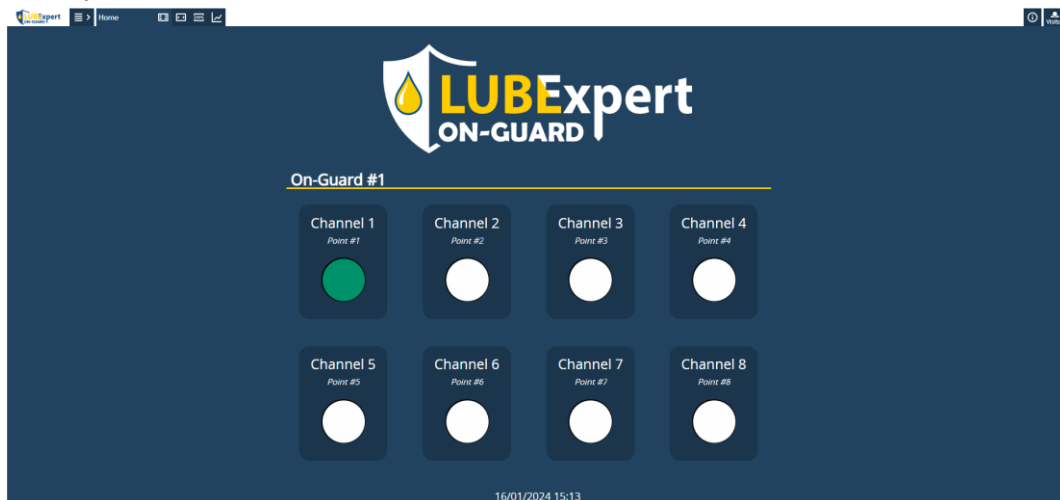 LUBExpert ON-GUARD Home
LUBExpert
ON-GUARD
On-Guard #1
Channel 1 Channel 2 Channel 3 Channel 4
Point #1 Point #2 Point #3 Point #4
Channel 5 Channel 6 Channel 7 Channel 8
Point #5 Point #6 Point #7 Point #8
16/01/2024 15:13